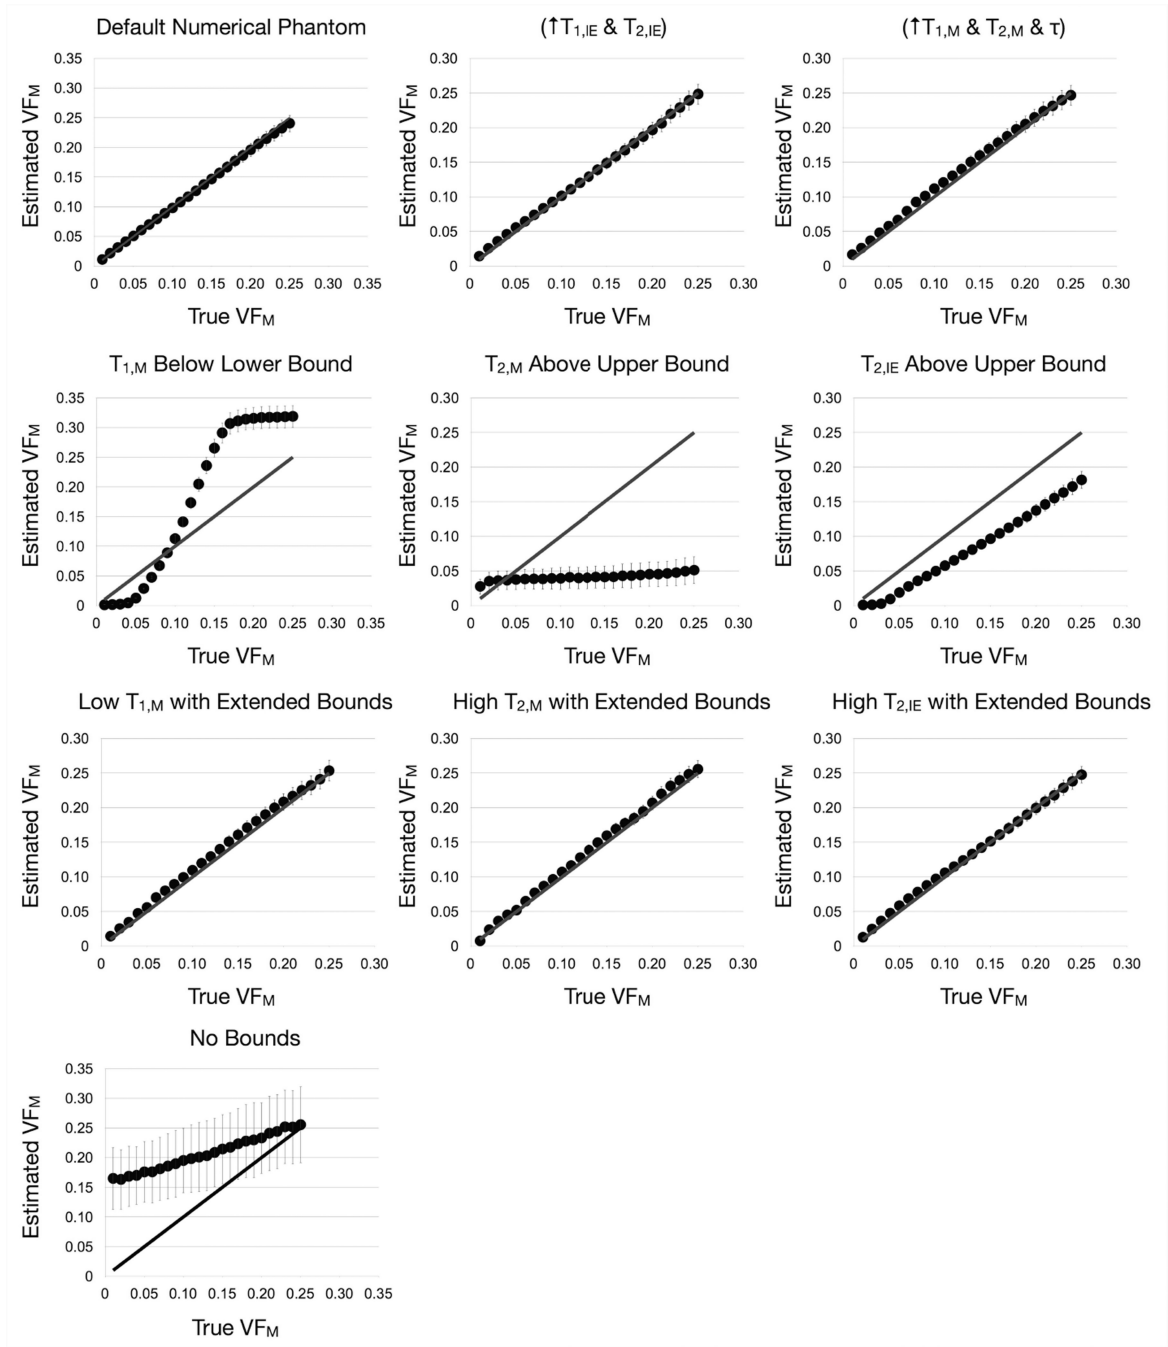 Default Numerical Phantom
(↑T1,IE & T2,IE)
(↑T1,M & T2,M & τ)
Estimated VFM
0.35
0.30
0.25
0.20
0.15
0.10
0.05
0
0 0.05 0.10 0.15 0.20 0.25 0.30 0.35
True VFM
Estimated VFM
0.30
0.25
0.20
0.15
0.10
0.05
0
0 0.05 0.10 0.15 0.20 0.25 0.30
True VFM
Estimated VFM
0.30
0.25
0.20
0.15
0.10
0.05
0
0 0.05 0.10 0.15 0.20 0.25 0.30
True VFM
T1,M Below Lower Bound
T2,M Above Upper Bound
T2,IE Above Upper Bound
Estimated VFM
0.35
0.30
0.25
0.20
0.15
0.10
0.05
0
0 0.05 0.10 0.15 0.20 0.25 0.30 0.35
True VFM
Estimated VFM
0.30
0.25
0.20
0.15
0.10
0.05
0
0 0.05 0.10 0.15 0.20 0.25 0.30
True VFM
Estimated VFM
0.30
0.25
0.20
0.15
0.10
0.05
0
0 0.05 0.10 0.15 0.20 0.25 0.30
True VFM
Low T1,M with Extended Bounds
High T2,M with Extended Bounds
High T2,IE with Extended Bounds
Estimated VFM
0.30
0.25
0.20
0.15
0.10
0.05
0
0 0.05 0.10 0.15 0.20 0.25 0.30
True VFM
Estimated VFM
0.30
0.25
0.20
0.15
0.10
0.05
0
0 0.05 0.10 0.15 0.20 0.25 0.30
True VFM
Estimated VFM
0.30
0.25
0.20
0.15
0.10
0.05
0
0 0.05 0.10 0.15 0.20 0.25 0.30
True VFM
No Bounds
Estimated VFM
0.35
0.30
0.25
0.20
0.15
0.10
0.05
0
0 0.05 0.10 0.15 0.20 0.25 0.30 0.35
True VFM